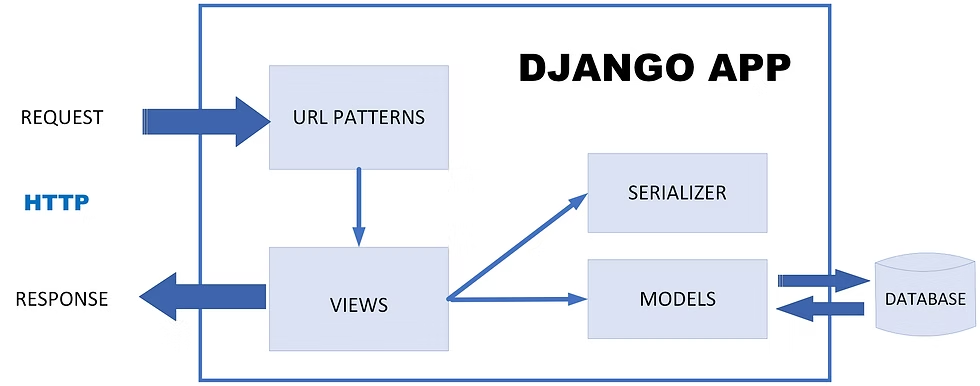 DJANGO APP
REQUEST
URL PATTERNS
HTTP
SERIALIZER
RESPONSE
VIEWS
MODELS
DATABASE